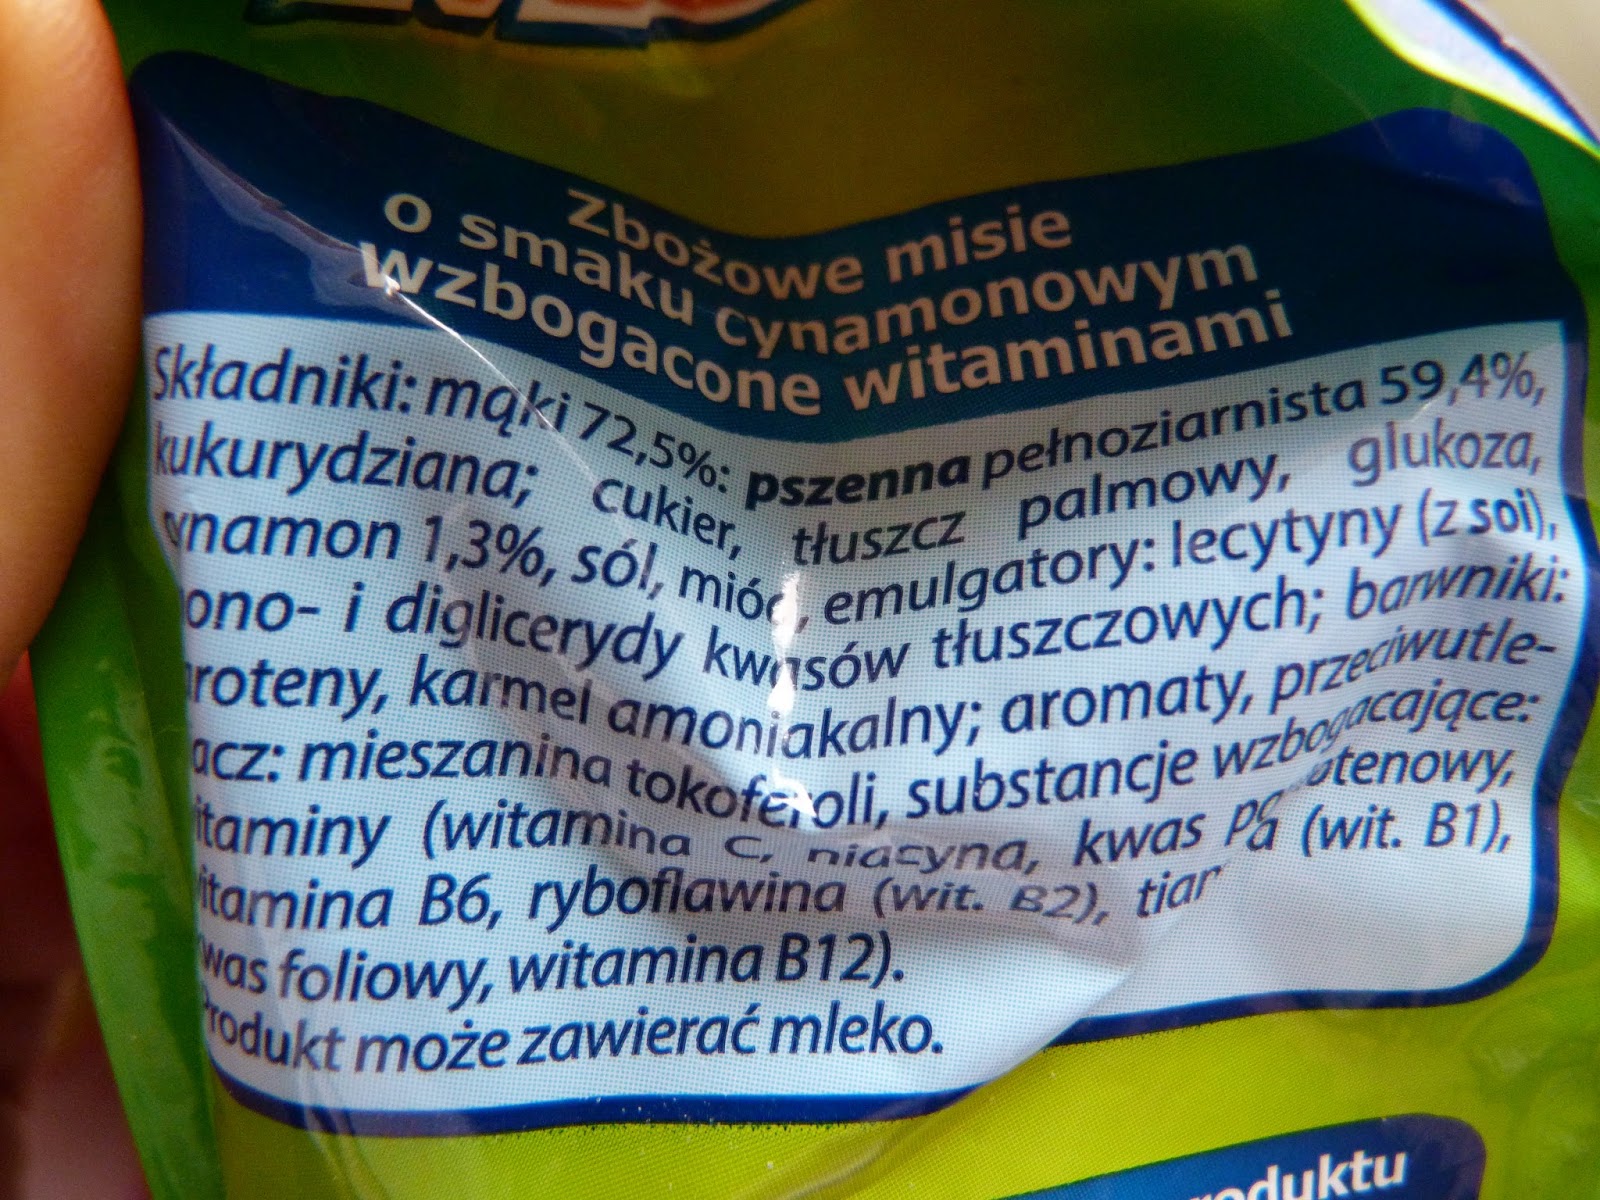 Zbożowe misie
o smaku cynamonowym
wzbogacone witaminami
Składniki: mąki 72,5%: pszenna pełnoziarnista 59,4%,
kukurydziana; cukier, tłuszcz palmowy, glukoza,
cynamon 1,3%, sól, miód, emulgatory: lecytyny (z soi),
mono- i diglicerydy kwasów tłuszczowych; barwniki:
karoteny, karmel amoniakalny; aromaty, przeciwutle-
niacz: mieszanina tokoferoli, substancje wzbogacające:
witaminy (witamina C, niacyna, kwas pantotenowy,
witamina B6, ryboflawina (wit. B2), tiamina (wit. B1),
kwas foliowy, witamina B12).
Produkt może zawierać mleko.